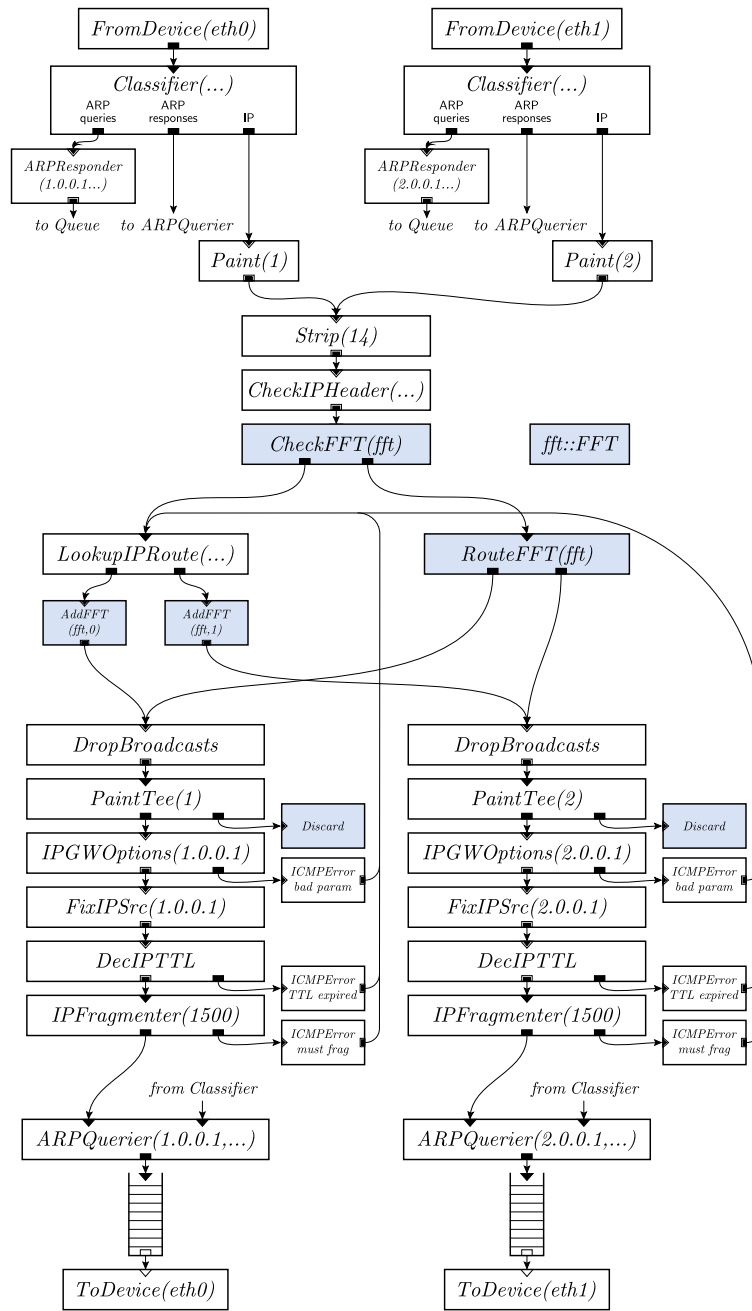 FromDevice(eth0)
FromDevice(eth1)
Classifier(...)
Classifier(...)
ARP
queries
ARP
responses
IP
ARP
queries
ARP
responses
IP
ARPResponder
(1.0.0.1...)
ARPResponder
(2.0.0.1...)
to Queue
to ARPQuerier
to Queue
to ARPQuerier
Paint(1)
Paint(2)
Strip(14)
CheckIPHeader(...)
CheckFFT(fft)
fft::FFT
LookupIPRoute(...)
RouteFFT(fft)
AddFFT
(fft,0)
AddFFT
(fft,1)
DropBroadcasts
DropBroadcasts
PaintTee(1)
PaintTee(2)
Discard
Discard
IPGWOptions(1.0.0.1)
IPGWOptions(2.0.0.1)
ICMPError
bad param
ICMPError
bad param
FixIPSrc(1.0.0.1)
FixIPSrc(2.0.0.1)
DecIPTTL
DecIPTTL
ICMPError
TTL expired
ICMPError
TTL expired
IPFragmenter(1500)
IPFragmenter(1500)
ICMPError
must frag
ICMPError
must frag
from Classifier
from Classifier
ARPQuerier(1.0.0.1,...)
ARPQuerier(2.0.0.1,...)
ToDevice(eth0)
ToDevice(eth1)